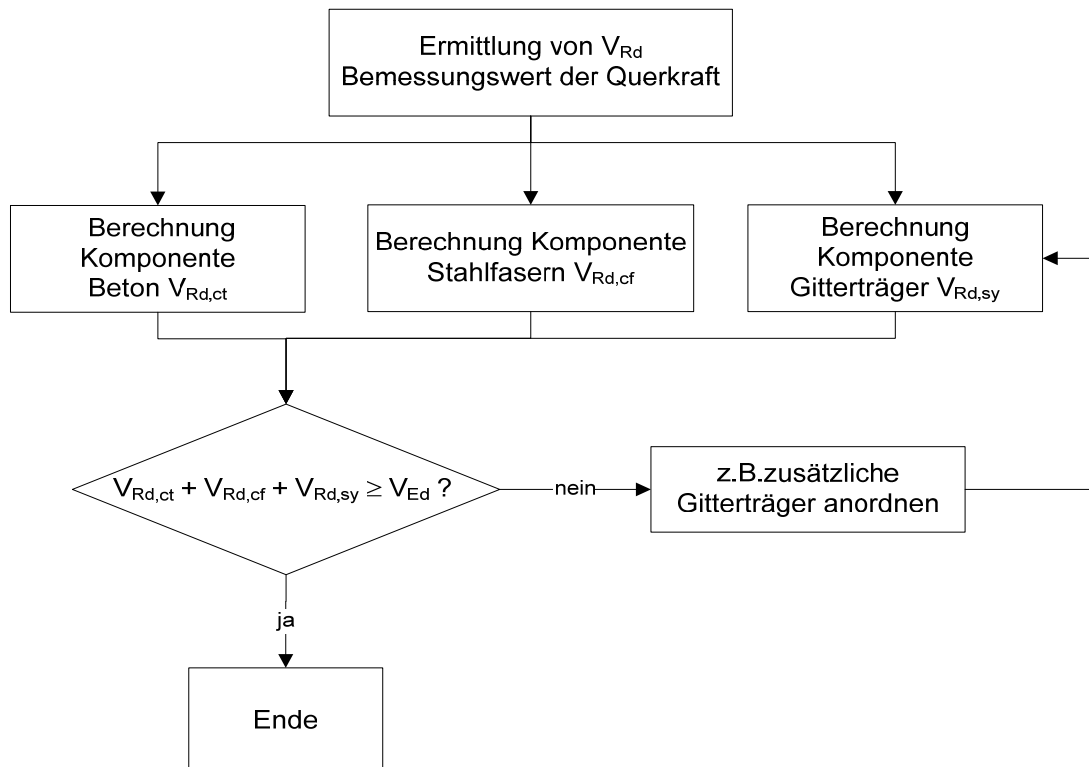 Ermittlung von V_Rd
Bemessungswert der Querkraft
Berechnung
Komponente
Beton V_Rd,ct
Berechnung Komponente
Stahlfasern V_Rd,cf
Berechnung
Komponente
Gitterträger V_Rd,sy
V_Rd,ct + V_Rd,cf + V_Rd,sy ≥ V_Ed ?
nein
z.B.zusätzliche
Gitterträger anordnen
ja
Ende